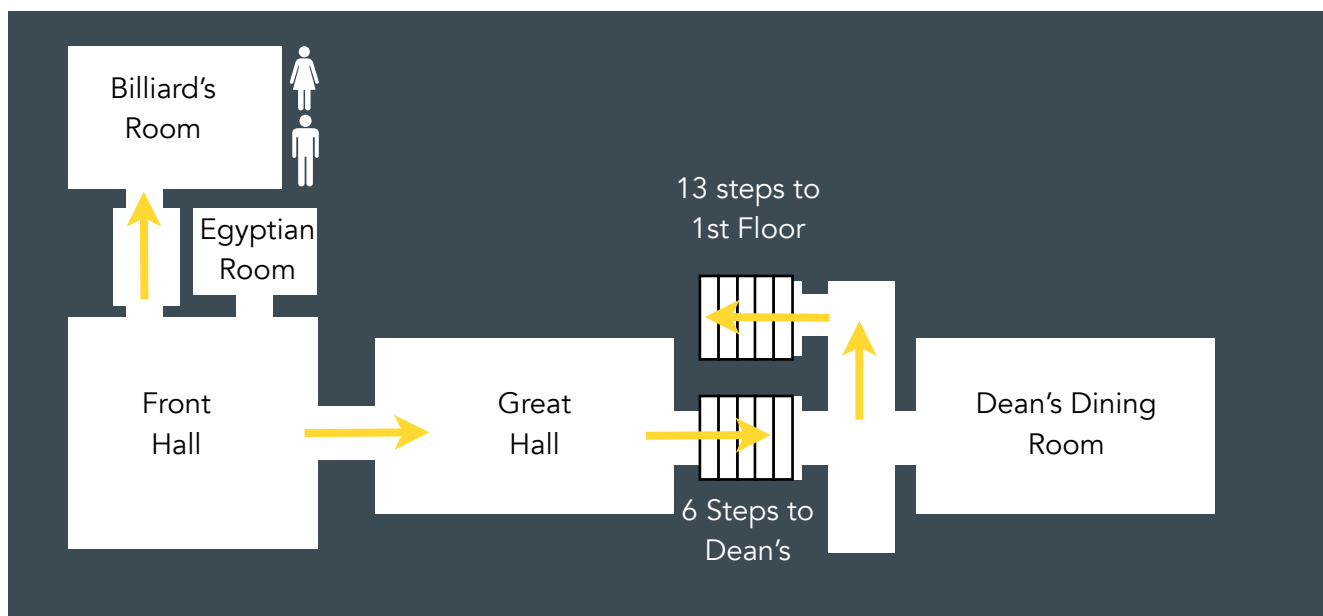 Billiard's
Room
13 steps to
1st Floor
Egyptian
Room
Front
Hall
Great
Hall
Dean's Dining
Room
6 Steps to
Dean's